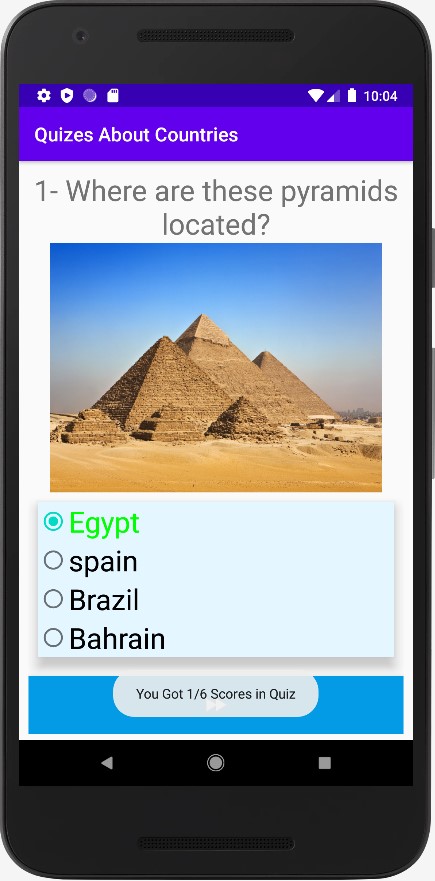 10:04
Quizes About Countries
1- Where are these pyramids
located?
Egypt
spain
Brazil
Bahrain
You Got 1/6 Scores in Quiz